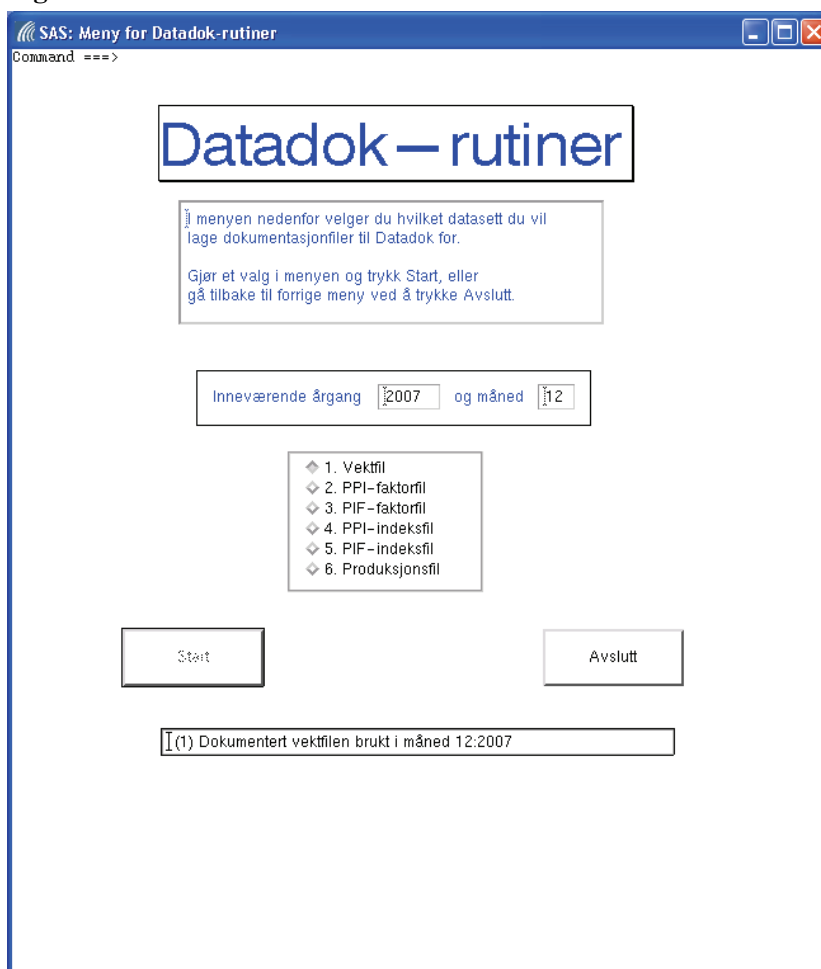 SAS: Meny for Datadok-rutiner
Command ===>
Datadok – rutiner
I menyen nedenfor velger du hvilket datasett du vil
lage dokumentasjonfiler til Datadok for.
Gjør et valg i menyen og trykk Start, eller
gå tilbake til forrige meny ved å trykke Avslutt.
Inneværende årgang 2007 og måned 12
1. Vektfil
2. PPI-faktorfil
3. PIF-faktorfil
4. PPI-indeksfil
5. PIF-indeksfil
6. Produksjonsfil
Start Avslutt
(1) Dokumentert vektfilen brukt i måned 12:2007